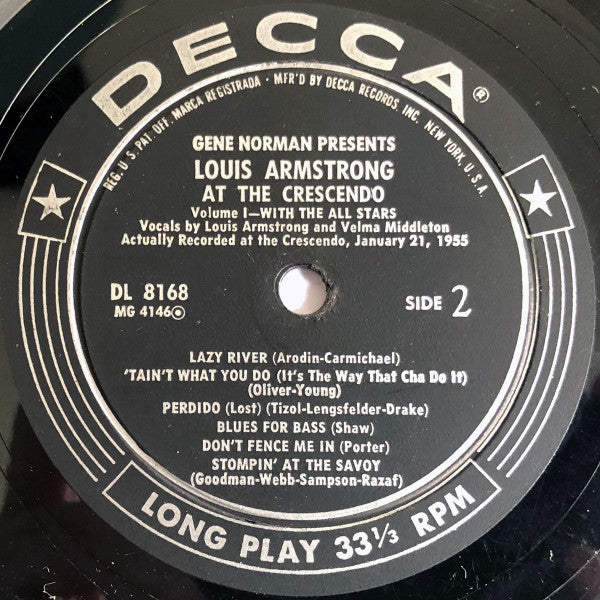 DECCA®
REG. U. S. PAT. OFF. MARCA REGISTRADA • MFR'D BY DECCA RECORDS, INC. NEW YORK, U. S. A.
GENE NORMAN PRESENTS
LOUIS ARMSTRONG
AT THE CRESCENDO
Volume I—WITH THE ALL STARS
Vocals by Louis Armstrong and Velma Middleton
Actually Recorded at the Crescendo, January 21, 1955
DL 8168
MG 4146
SIDE 2
LAZY RIVER (Arodin-Carmichael)
'TAIN'T WHAT YOU DO (It's The Way That Cha Do It)
(Oliver-Young)
PERDIDO (Lost) (Tizol-Lengsfelder-Drake)
BLUES FOR BASS (Shaw)
DON'T FENCE ME IN (Porter)
STOMPIN' AT THE SAVOY
(Goodman-Webb-Sampson-Razaf)
LONG PLAY 33⅓ RPM